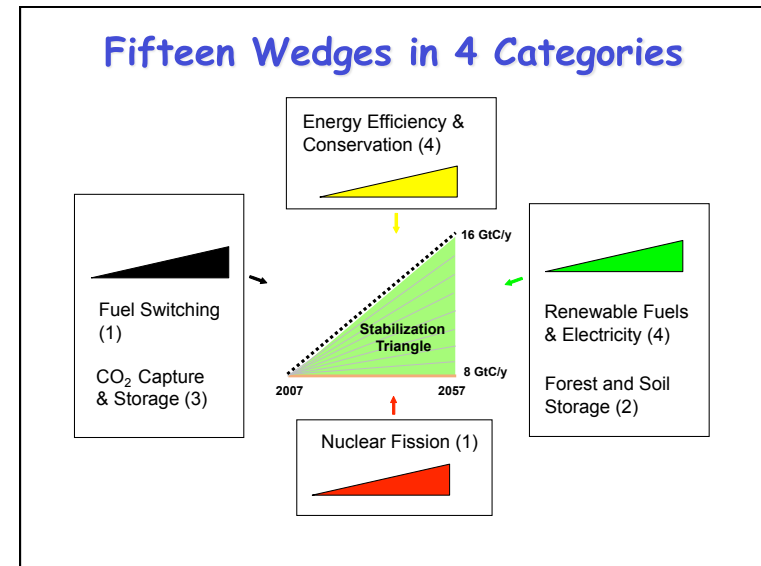 Fifteen Wedges in 4 Categories
Energy Efficiency &
Conservation (4)
Fuel Switching
(1)
CO₂ Capture
& Storage (3)
16 GtC/y
Stabilization
Triangle
8 GtC/y
2007
2057
Renewable Fuels
& Electricity (4)
Forest and Soil
Storage (2)
Nuclear Fission (1)